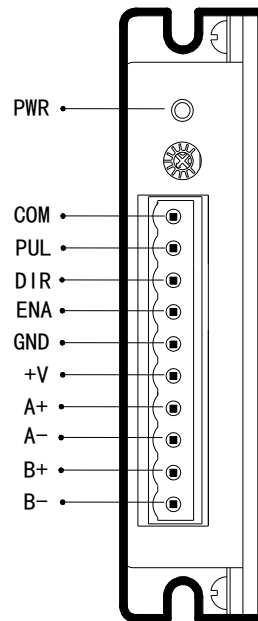 PWR
COM
PUL
DIR
ENA
GND
+V
A+
A-
B+
B-